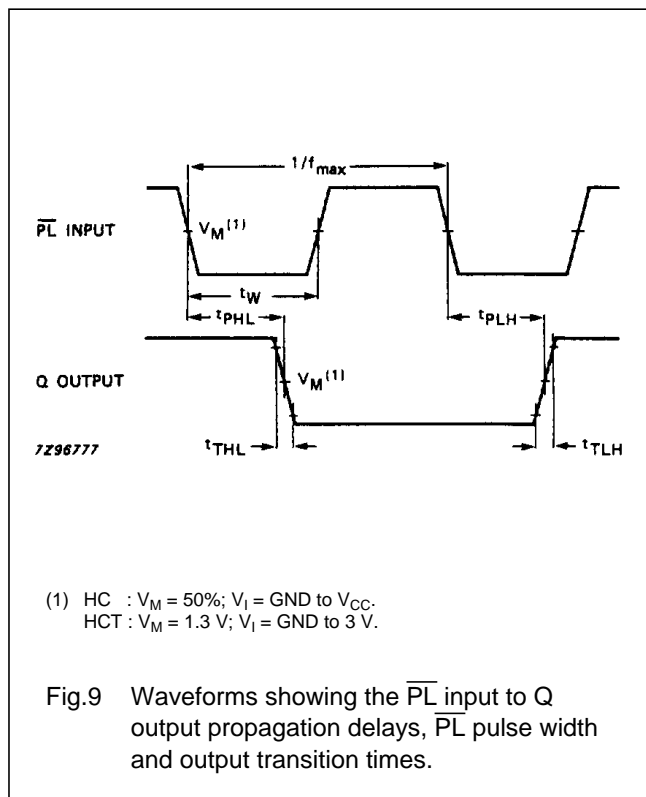 1/fmax
PL INPUT
VM(1)
tW
tPHL
tPLH
Q OUTPUT
VM(1)
7Z96777
tTHL
tTLH
(1) HC : VM = 50%; VI = GND to VCC.
HCT : VM = 1.3 V; VI = GND to 3 V.
Fig.9 Waveforms showing the P̅L̅ input to Q
output propagation delays, P̅L̅ pulse width
and output transition times.